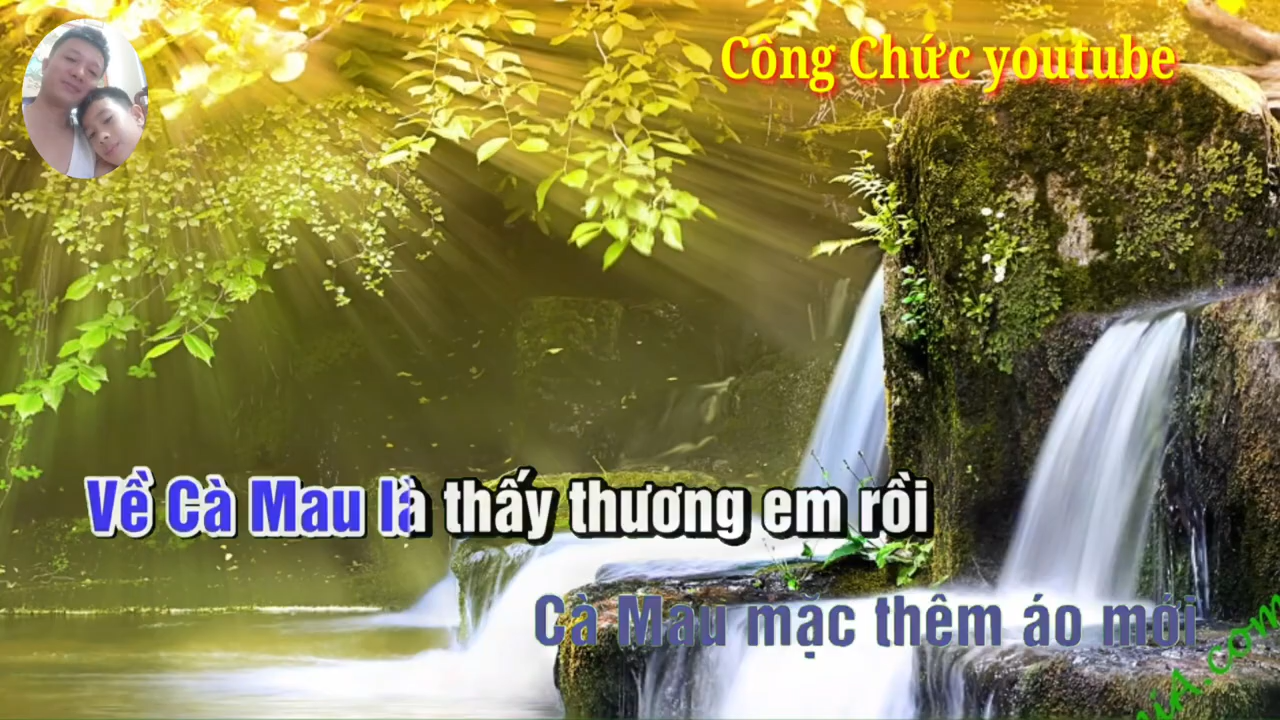 Công Chức youtube
Về Cà Mau là thấy thương em rồi
Cà Mau mặc thêm áo mới